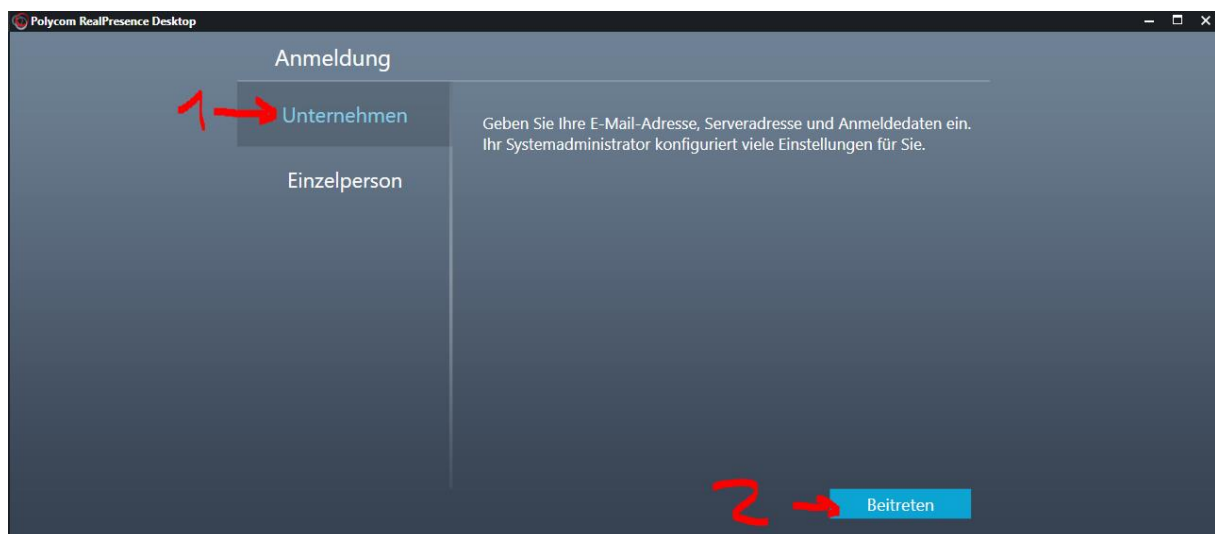 Polycom RealPresence Desktop
Anmeldung
1
Unternehmen
Geben Sie Ihre E-Mail-Adresse, Serveradresse und Anmeldedaten ein.
Ihr Systemadministrator konfiguriert viele Einstellungen für Sie.
Einzelperson
2
Beitreten